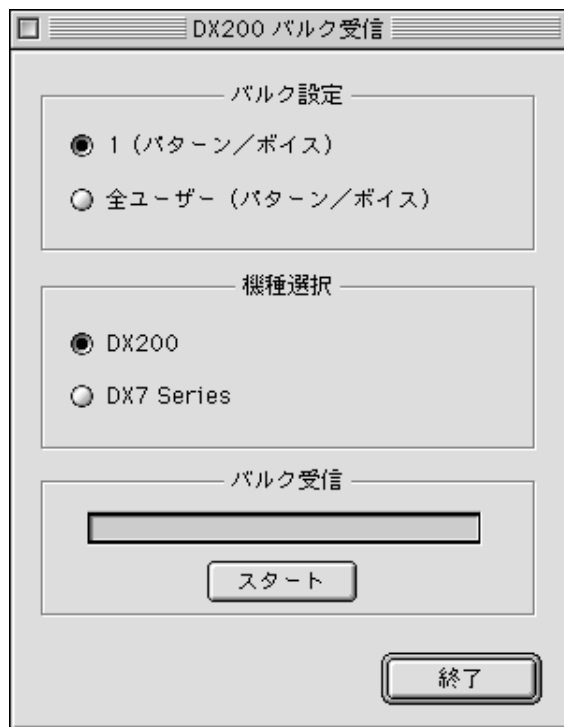 DX200 バルク受信
バルク設定
1（パターン／ボイス）
全ユーザー（パターン／ボイス）
機種選択
DX200
DX7 Series
バルク受信
スタート
終了